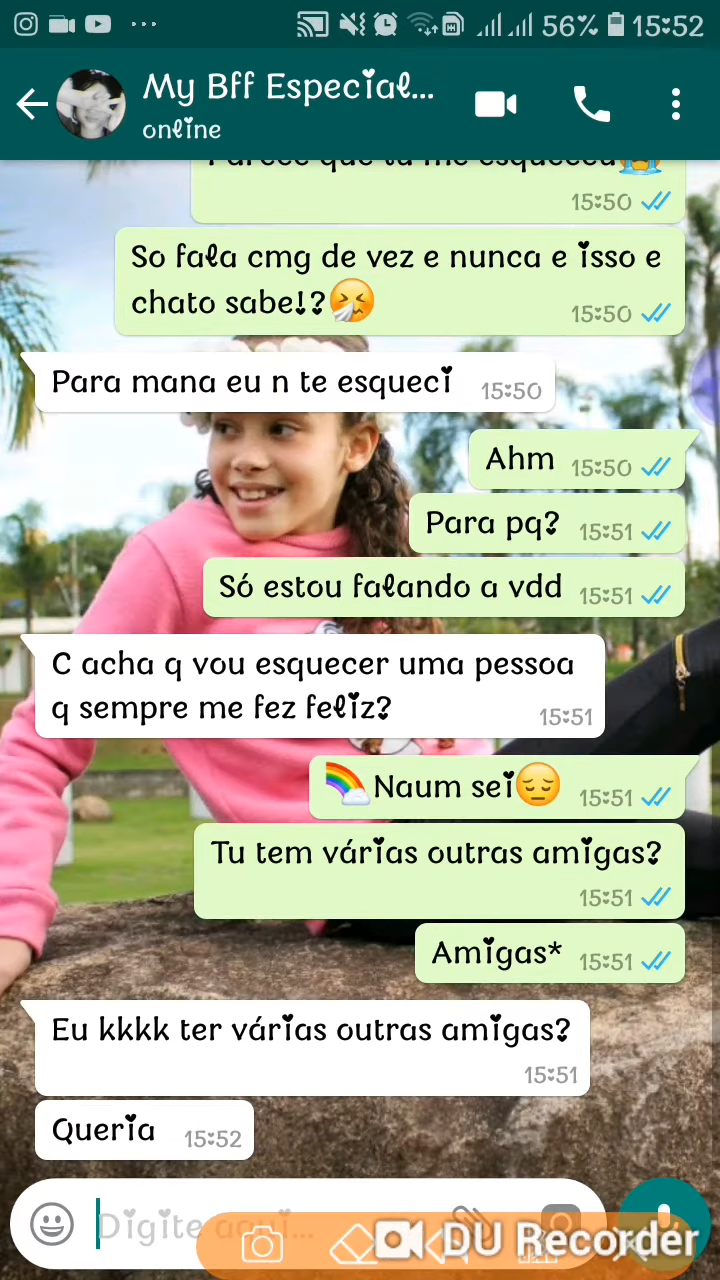 56% 15:52
My Bff Especial...
online
15:50
So fala cmg de vez e nunca e isso e
chato sabe!?🤧
15:50
Para mana eu n te esqueci 15:50
Ahm 15:50
Para pq? 15:51
Só estou falando a vdd 15:51
C acha q vou esquecer uma pessoa
q sempre me fez feliz?
15:51
🌈Naum sei😔 15:51
Tu tem várias outras amigas?
15:51
Amigas* 15:51
Eu kkkk ter várias outras amigas?
15:51
Queria 15:52
Digite aqui...
DU Recorder